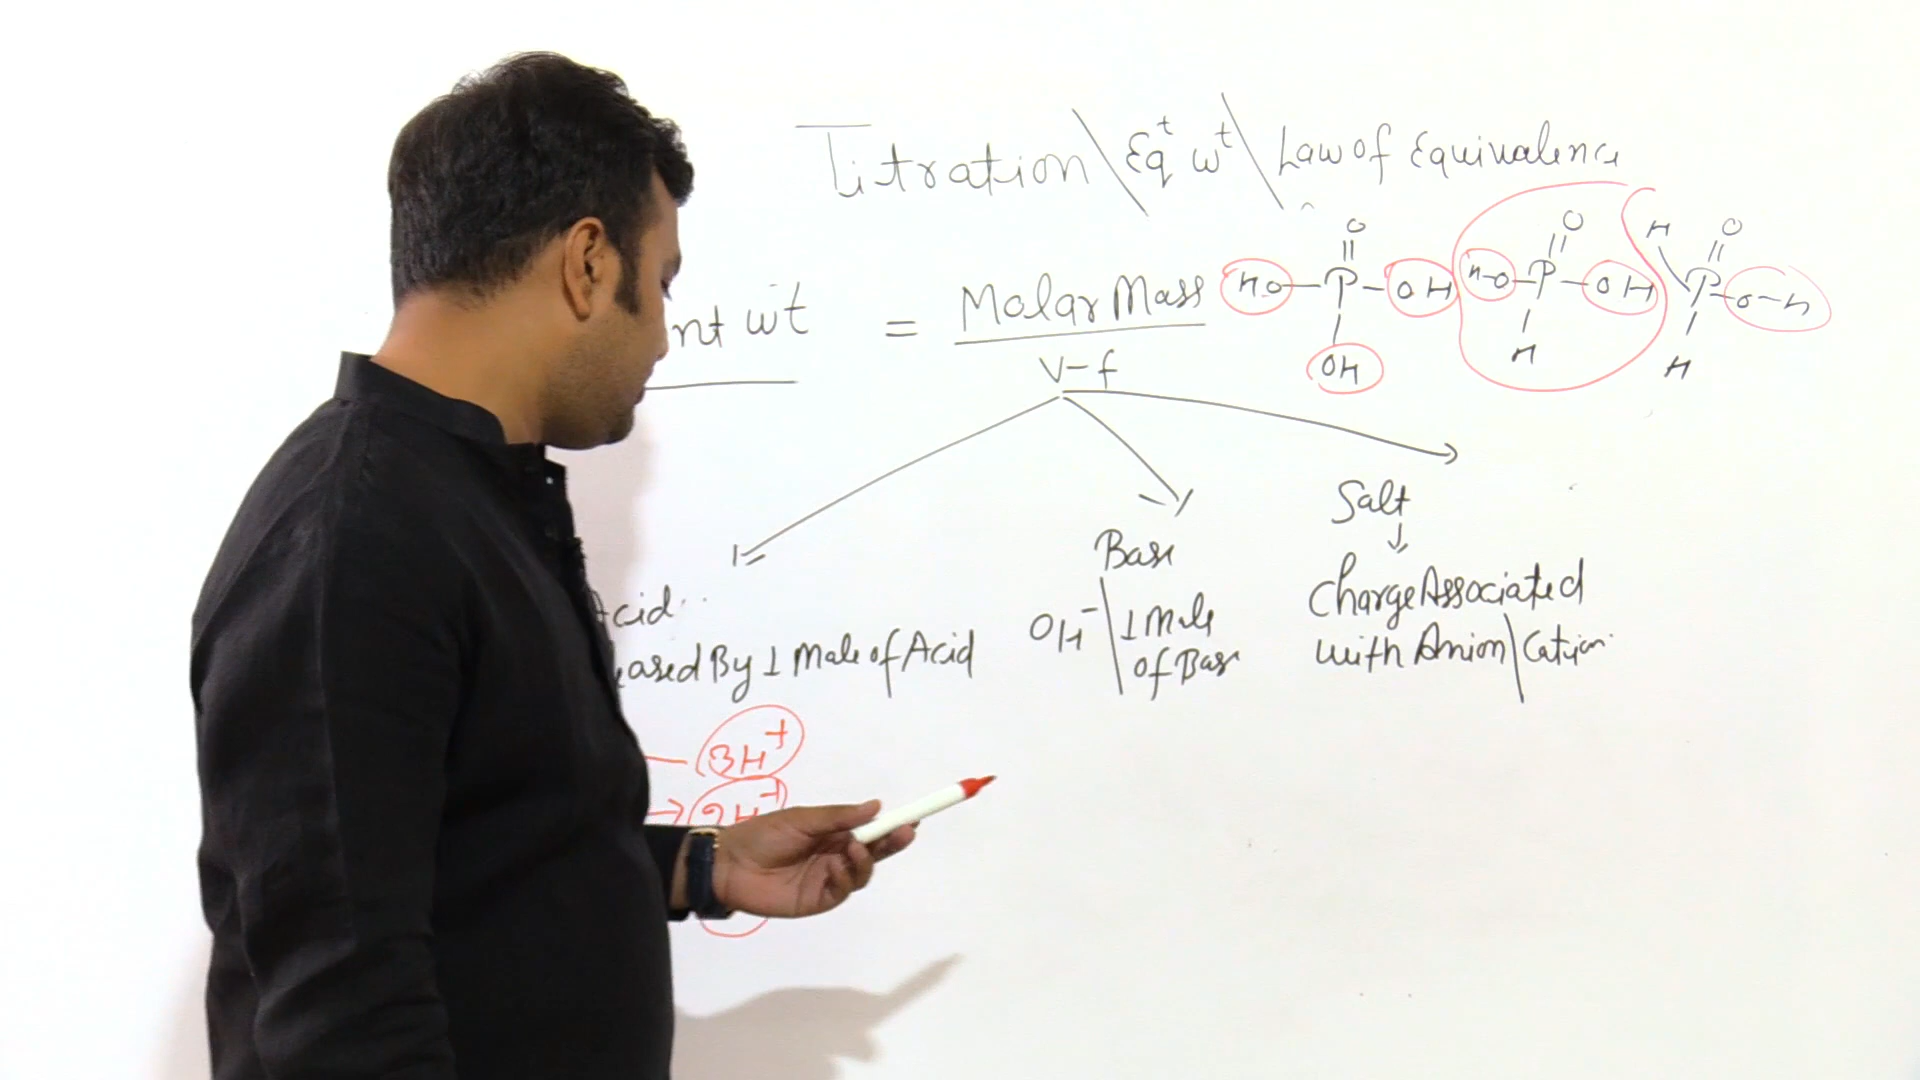 Titration \ Eqt wt \ Law of Equivalence
nt wt = Molar Mass
v-f
O O H O
HO-P-OH H-O-P-OH P-O-H
OH H H
Salt
Base
Charge Associated
with Anion \ Cation
Acid
OH- 1 Mole
of Base
eased By 1 Mole of Acid
3H+
2H+